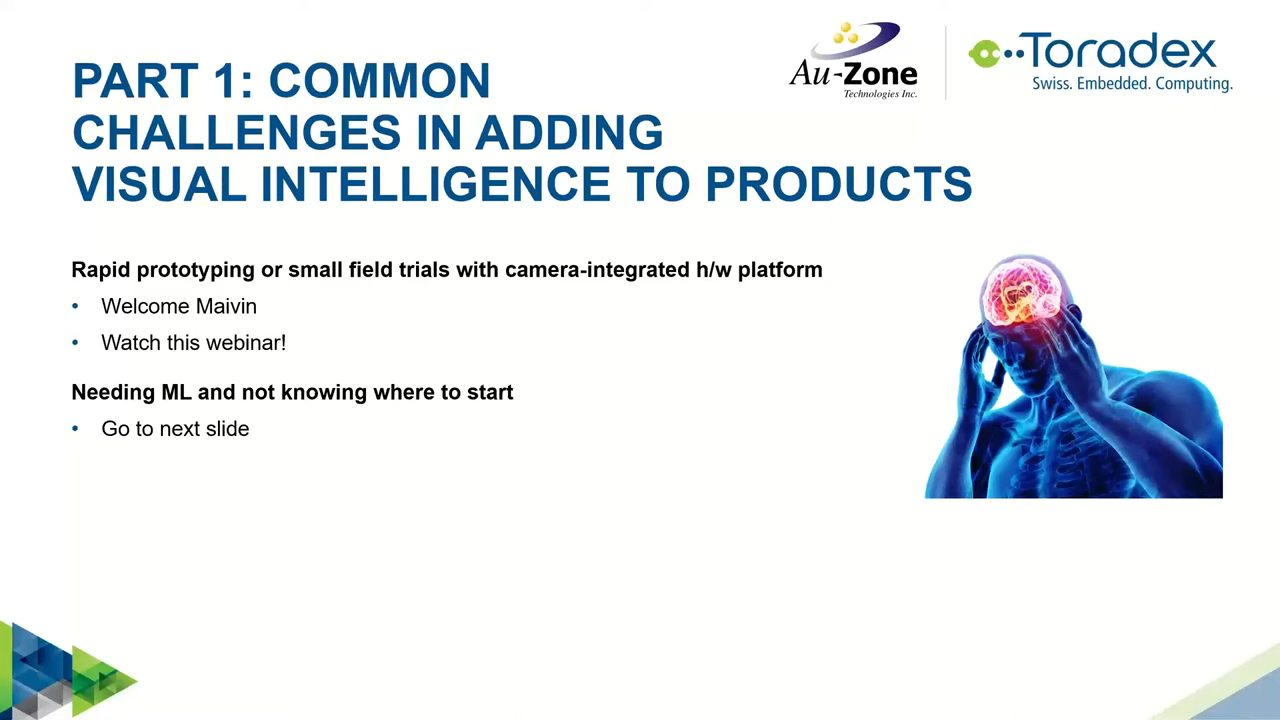 PART 1: COMMON
CHALLENGES IN ADDING
VISUAL INTELLIGENCE TO PRODUCTS
Au-Zone
Technologies Inc.
Toradex
Swiss. Embedded. Computing.
Rapid prototyping or small field trials with camera-integrated h/w platform
• Welcome Maivin
• Watch this webinar!
Needing ML and not knowing where to start
• Go to next slide